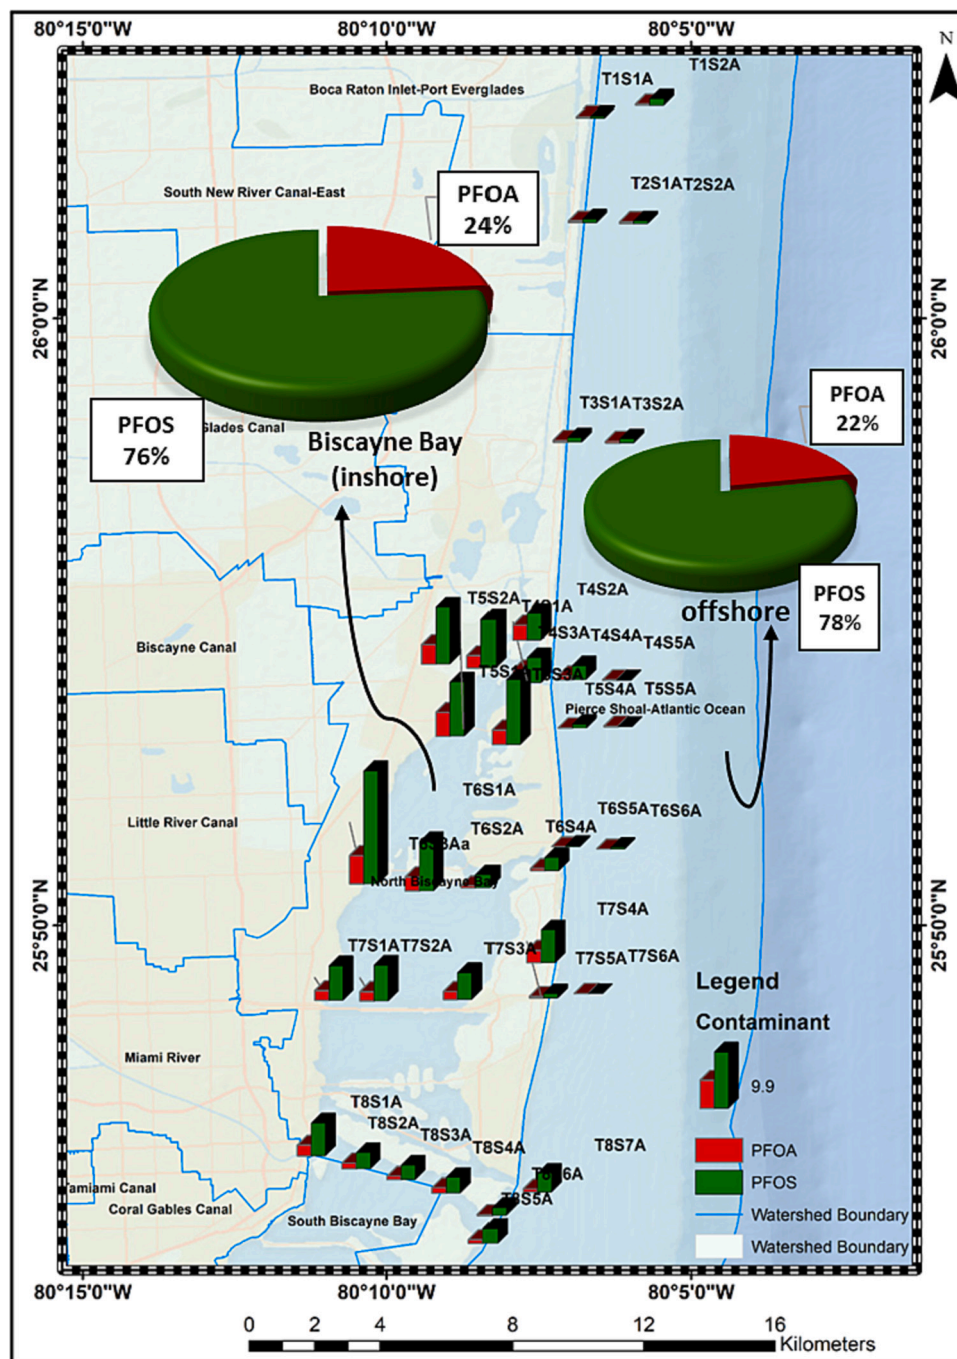 80°15'0"W 80°10'0"W 80°5'0"W
N
T1S2A
T1S1A
Boca Raton Inlet-Port Everglades
South New River Canal-East
PFOA
24%
T2S1AT2S2A
26°0'0"N
26°0'0"N
PFOA
22%
T3S1AT3S2A
PFOS
76%
Glades Canal
Biscayne Bay
(inshore)
offshore
PFOS
78%
T4S2A
T5S2A
T4S3AT4S4A T4S5A
Biscayne Canal
T5S4A T5S5A
Pierce Shoal-Atlantic Ocean
T6S1A
Little River Canal
T6S2A
T6S4A
T6S5AT6S6A
North Biscayne Bay
T7S4A
25°50'0"N
25°50'0"N
T7S1AT7S2A
T7S3A
T7S5AT7S6A
Legend
Contaminant
9.9
Miami River
T8S1A
T8S2A
T8S3A
T8S4A
T8S7A
PFOA
PFOS
Tamiami Canal
Coral Gables Canal
T8S5A
South Biscayne Bay
Watershed Boundary
Watershed Boundary
80°15'0"W 80°10'0"W 80°5'0"W
0 2 4 8 12 16
Kilometers